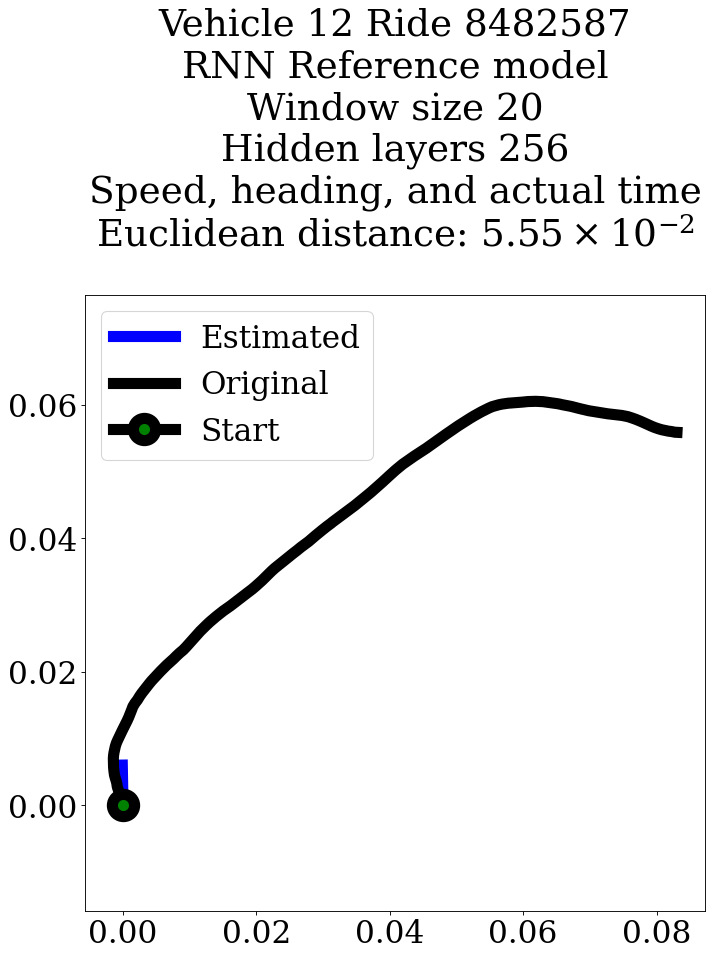 Vehicle 12 Ride 8482587
RNN Reference model
Window size 20
Hidden layers 256
Speed, heading, and actual time
Euclidean distance: 5.55 × 10⁻²
Estimated
Original
Start
0.06
0.04
0.02
0.00
0.00 0.02 0.04 0.06 0.08